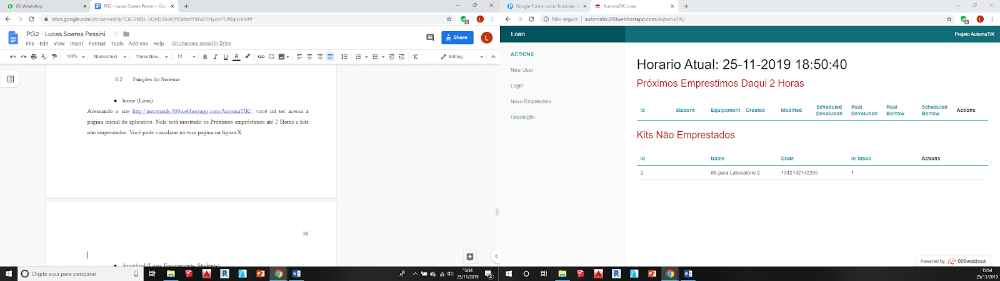 (6) WhatsApp
PG2 - Lucas Soares Pessini - Goo
docs.google.com/document/d/1QiC6M3L-SQhI33IxAOflQzhotTWuEDHyczr75lf0qis/edit#
PG2 - Lucas Soares Pessini
File Edit View Insert Format Tools Add-ons Help All changes saved in Drive
Share
L
100% Normal text Times New... 12 B I U A Editing
8.2 Funções do Sistema
● home (Loan)
Acessando o site http://automatik.000webhostapp.com/AutomaTIK/, você irá ter acesso a
página inicial do aplicativo. Nele será mostrado os Próximos empréstimos até 2 Horas e kits
não emprestados. Você pode visualizar na essa pagina na figura X
36
● download (Loan, Equipaments, Students)
Digite aqui para pesquisar
15:54
25/11/2019
2
Google Forms: como funciona, te
AutomaTIK: Loan
Não seguro automatik.000webhostapp.com/AutomaTIK/
Loan
Projeto AutomaTIK
ACTIONS
New User
Login
Novo Empréstimo
Devolução
Horario Atual: 25-11-2019 18:50:40
Próximos Emprestimos Daqui 2 Horas
Id Student Equipament Created Modified Scheduled Devolution Real Devolution Real Borrow Scheduled Borrow Actions
Kits Não Emprestados
Id Name Code In Stock Actions
2 Kit para Laboratório 2 1342142142355 1
Powered by 000webhost
15:54
25/11/2019